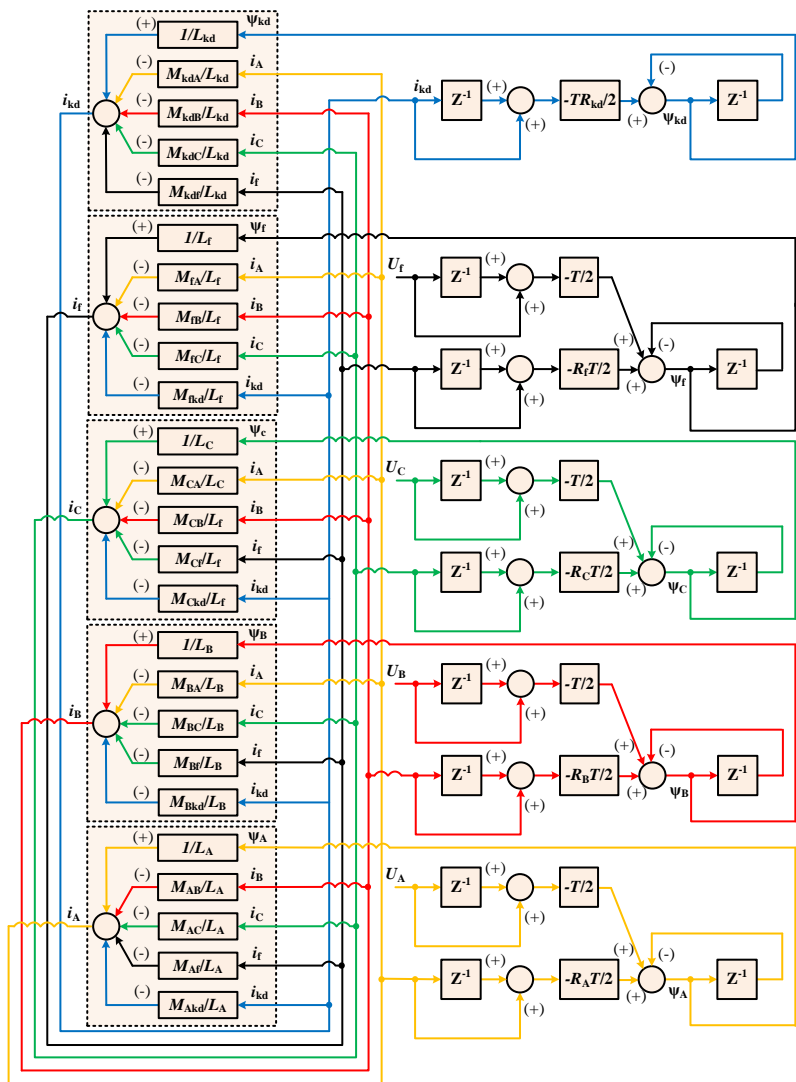 (+) 1/Lkd ψkd
(-) MkdA/Lkd iA
ikd (-) MkdB/Lkd iB
(-) MkdC/Lkd iC
(-) Mkdf/Lkd if
ikd Z-1 (+) (+) -TRkd/2 (+) (-) ψkd Z-1
(+) 1/Lf ψf
(-) MfA/Lf iA
if (-) MfB/Lf iB
(-) MfC/Lf iC
(-) Mfkd/Lf ikd
Uf Z-1 (+) (+) -T/2 (+) (-)
Z-1 (+) (+) -RfT/2 (+) ψf Z-1
(+) 1/LC ψc
(-) MCA/LC iA
iC (-) MCB/Lf iB
(-) MCf/Lf if
(-) MCkd/Lf ikd
UC Z-1 (+) (+) -T/2 (+) (-)
Z-1 (+) (+) -RCT/2 (+) ψC Z-1
(+) 1/LB ψB
(-) MBA/LB iA
iB (-) MBC/LB iC
(-) MBf/LB if
(-) MBkd/LB ikd
UB Z-1 (+) (+) -T/2 (+) (-)
Z-1 (+) (+) -RBT/2 (+) ψB Z-1
(+) 1/LA ψA
(-) MAB/LA iB
iA (-) MAC/LA iC
(-) MAf/LA if
(-) MAkd/LA ikd
UA Z-1 (+) (+) -T/2 (+) (-)
Z-1 (+) (+) -RAT/2 (+) ψA Z-1